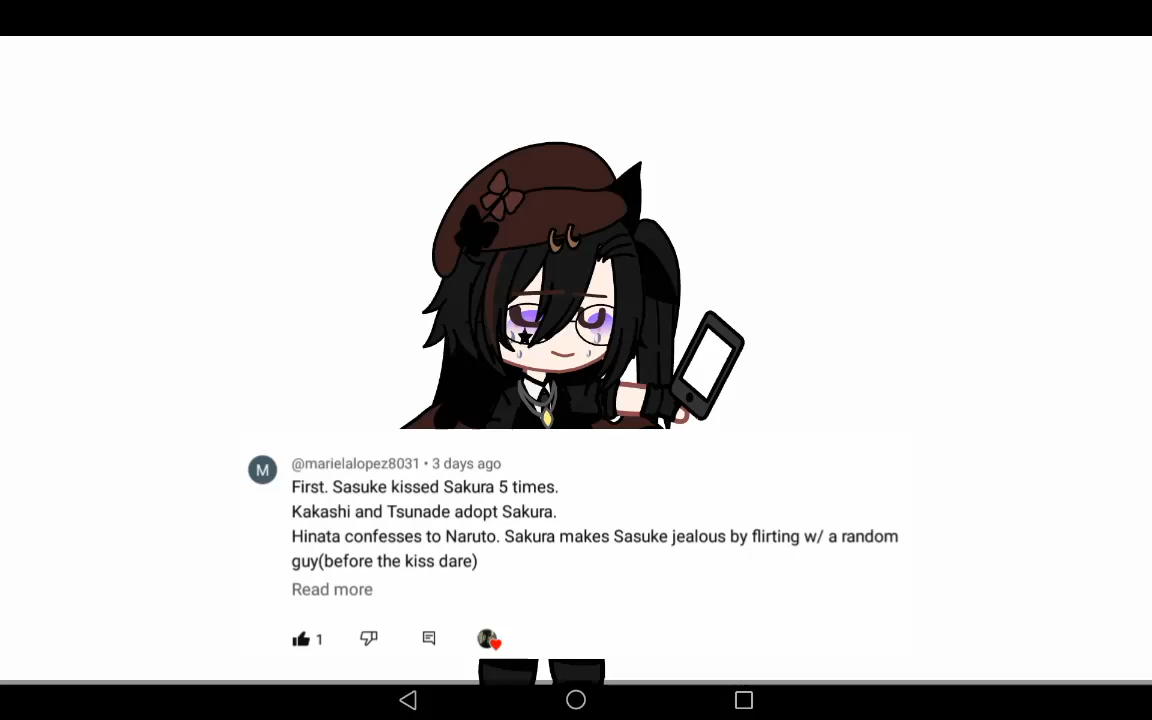 M
@marielalopez8031 • 3 days ago
First. Sasuke kissed Sakura 5 times.
Kakashi and Tsunade adopt Sakura.
Hinata confesses to Naruto. Sakura makes Sasuke jealous by flirting w/ a random
guy(before the kiss dare)
Read more
1